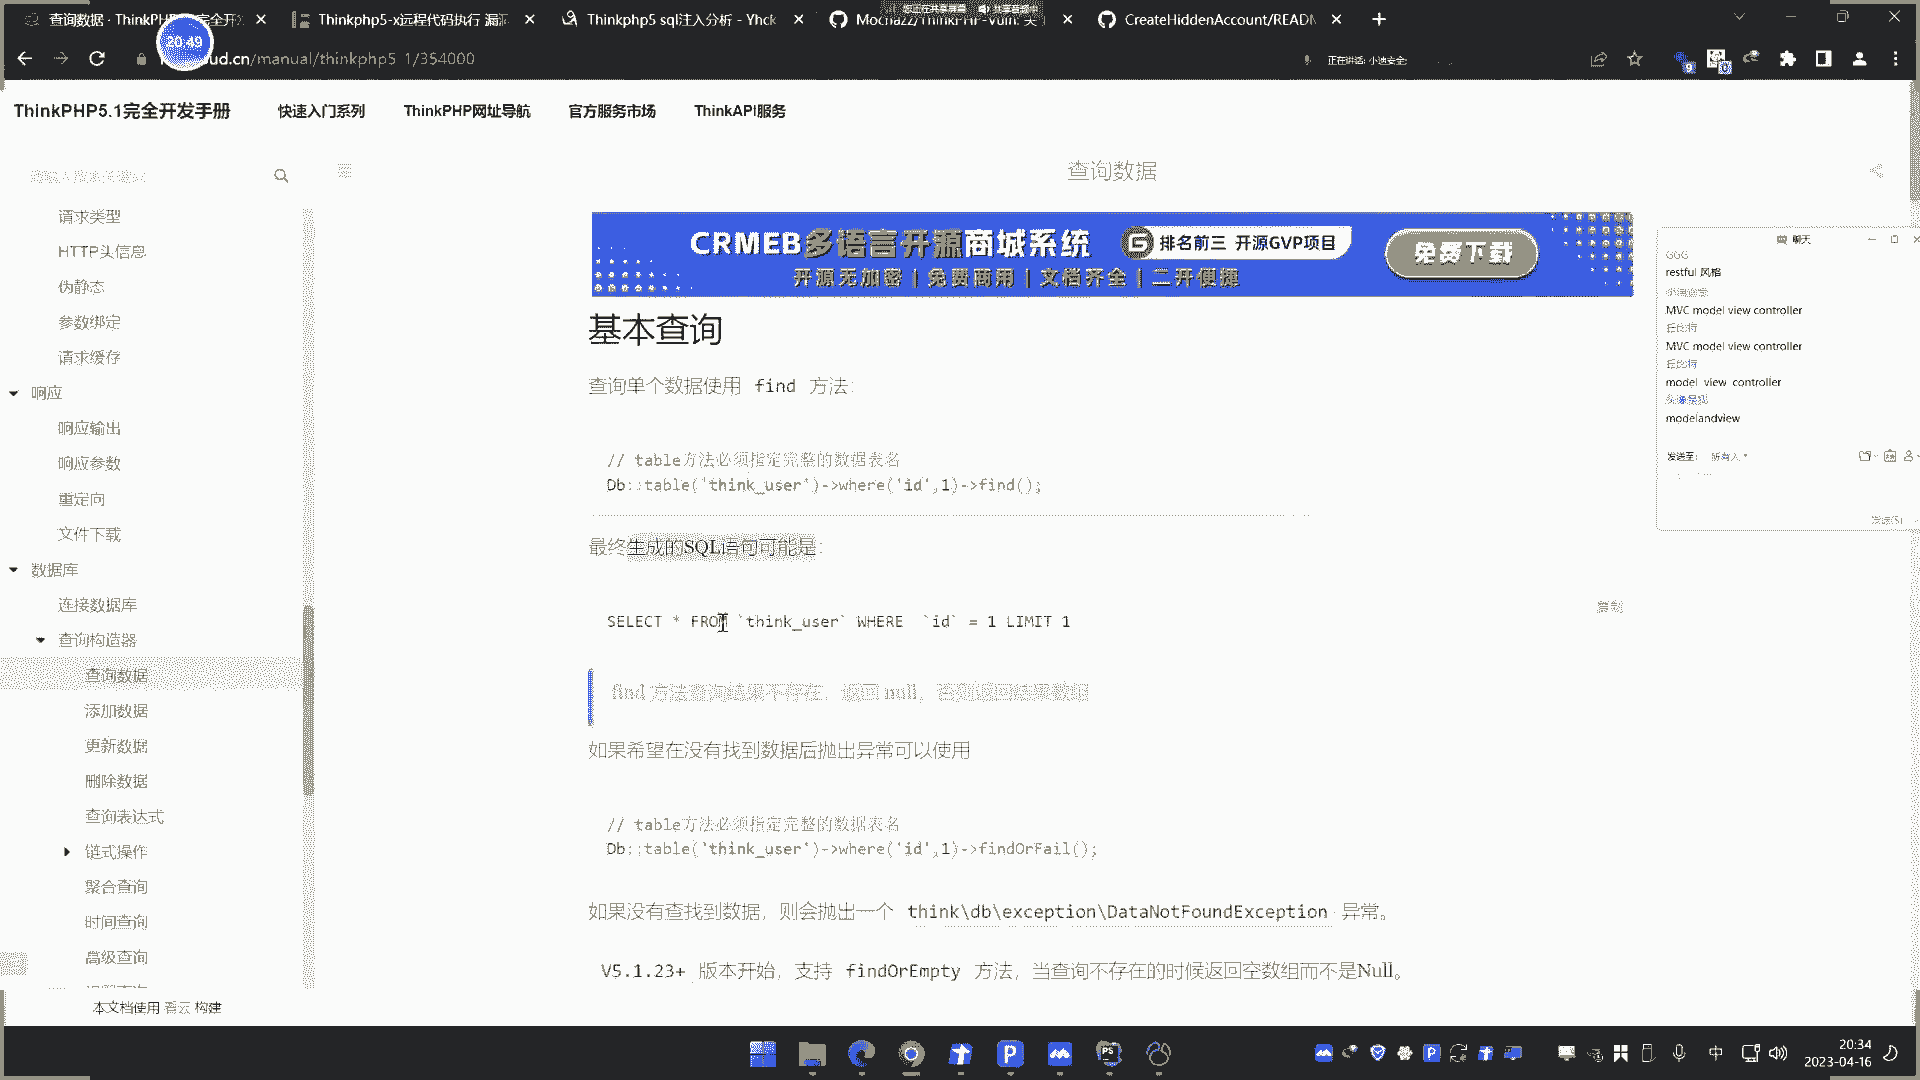 查询数据 · ThinkPH
完全开
Thinkphp5-x远程代码执行 漏
Thinkphp5 sql注入分析 - Yhck
Mochazz/ThinkPHP-Vuln: 关
CreateHiddenAccount/READ
20:49
ud.cn/manual/thinkphp5_1/354000
正在讲话: 小迪安全;
ThinkPHP5.1完全开发手册
快速入门系列
ThinkPHP网址导航
官方服务市场
ThinkAPI服务
请求类型
HTTP头信息
伪静态
参数绑定
请求缓存
响应
响应输出
响应参数
重定向
文件下载
数据库
连接数据库
查询构造器
查询数据
添加数据
更新数据
删除数据
查询表达式
链式操作
聚合查询
时间查询
高级查询
本文档使用 看云 构建
查询数据
CRMEB多语言开源商城系统
排名前三 开源GVP项目
开源无加密 | 免费商用 | 文档齐全 | 二开便捷
免费下载
基本查询
查询单个数据使用 find 方法:
// table方法必须指定完整的数据表名
Db::table('think_user')->where('id',1)->find();
最终生成的SQL语句可能是:
复制
SELECT * FROM `think_user` WHERE `id` = 1 LIMIT 1
find 方法查询结果不存在，返回 null，否则返回结果数组
如果希望在没有找到数据后抛出异常可以使用
// table方法必须指定完整的数据表名
Db::table('think_user')->where('id',1)->findOrFail();
如果没有查找到数据，则会抛出一个 think\db\exception\DataNotFoundException 异常。
V5.1.23+ 版本开始，支持 findOrEmpty 方法，当查询不存在的时候返回空数组而不是Null。
聊天
GGG
restful 风格
MVC model view controller
MVC model view controller
model view controller
modelandview
发送至: 所有人
发送(S)
中
20:34
2023-04-16